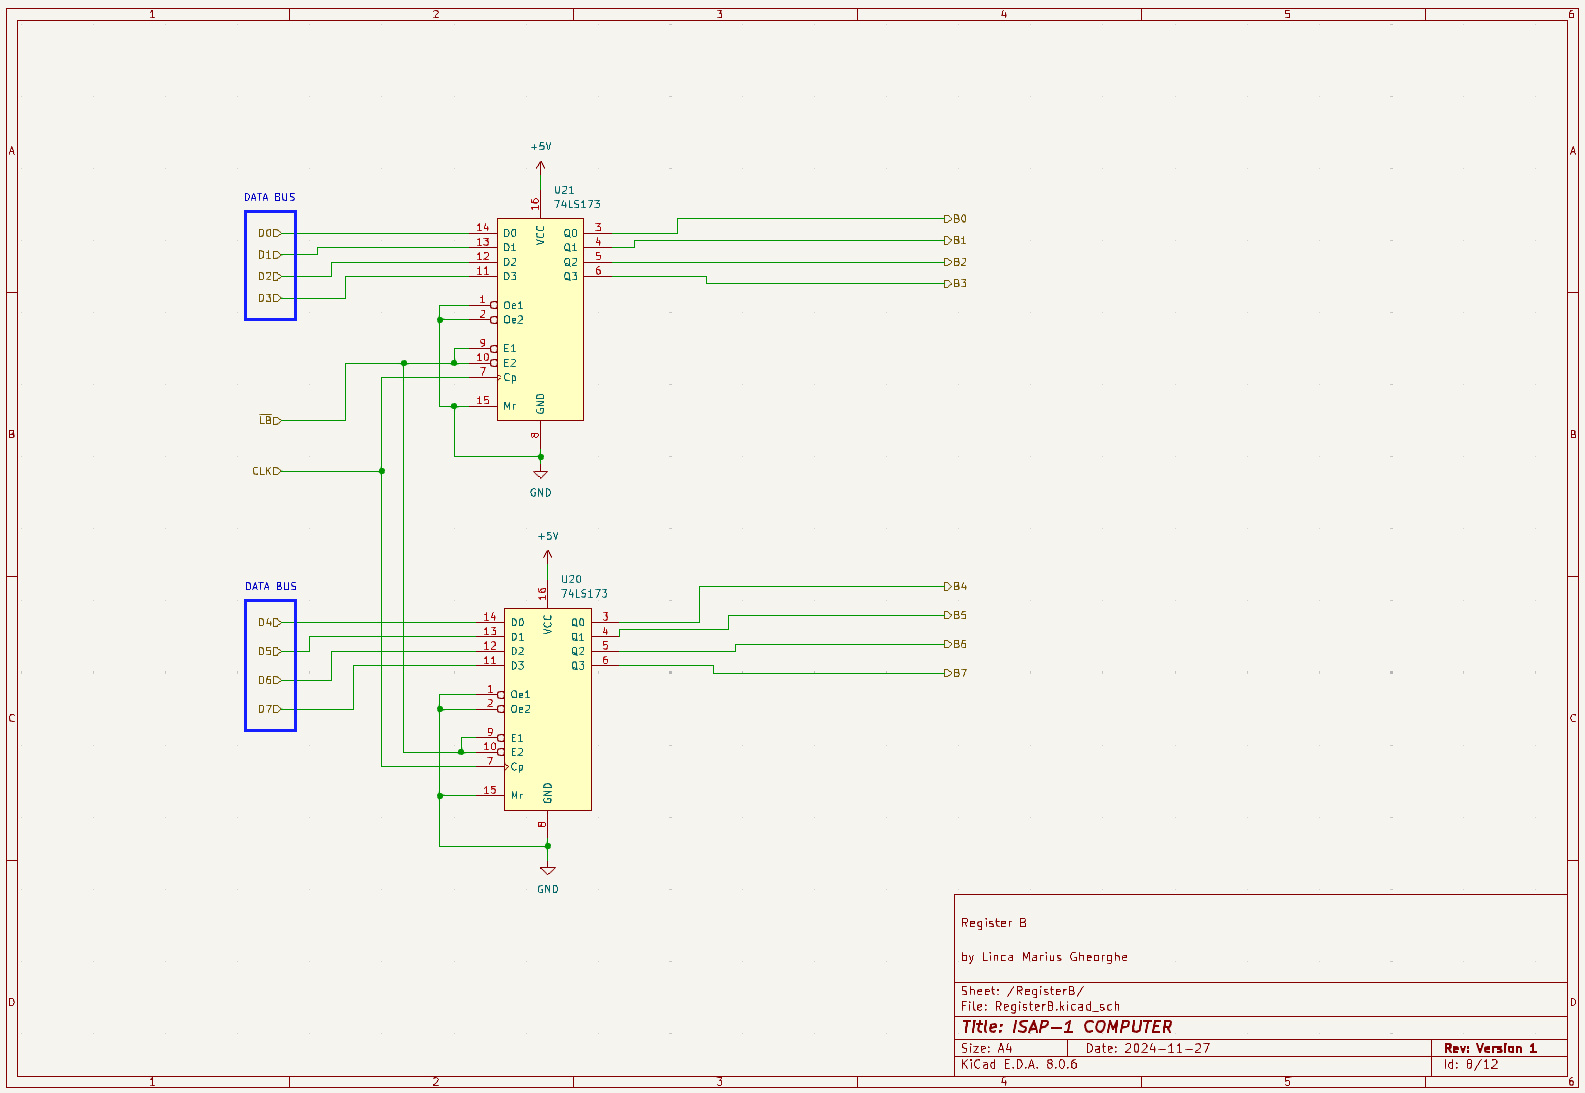 1 2 3 4 5 6
A
+5V
U21
74LS173
DATA BUS
16
VCC
D0 14 D0 Q0 3 B0
D1 13 D1 Q1 4 B1
D2 12 D2 Q2 5 B2
D3 11 D3 Q3 6 B3
1 Oe1
2 Oe2
9 E1
10 E2
7 Cp
15 Mr
GND
8
LB
CLK
GND
B
+5V
U20
74LS173
DATA BUS
16
VCC
D4 14 D0 Q0 3 B4
D5 13 D1 Q1 4 B5
D6 12 D2 Q2 5 B6
D7 11 D3 Q3 6 B7
1 Oe1
2 Oe2
9 E1
10 E2
7 Cp
15 Mr
GND
8
GND
C
Register B
by Linca Marius Gheorghe
Sheet: /RegisterB/
File: RegisterB.kicad_sch
Title: ISAP-1 COMPUTER
Size: A4 Date: 2024-11-27 Rev: Version 1
KiCad E.D.A. 8.0.6 Id: 8/12
D
1 2 3 4 5 6
A
B
C
D